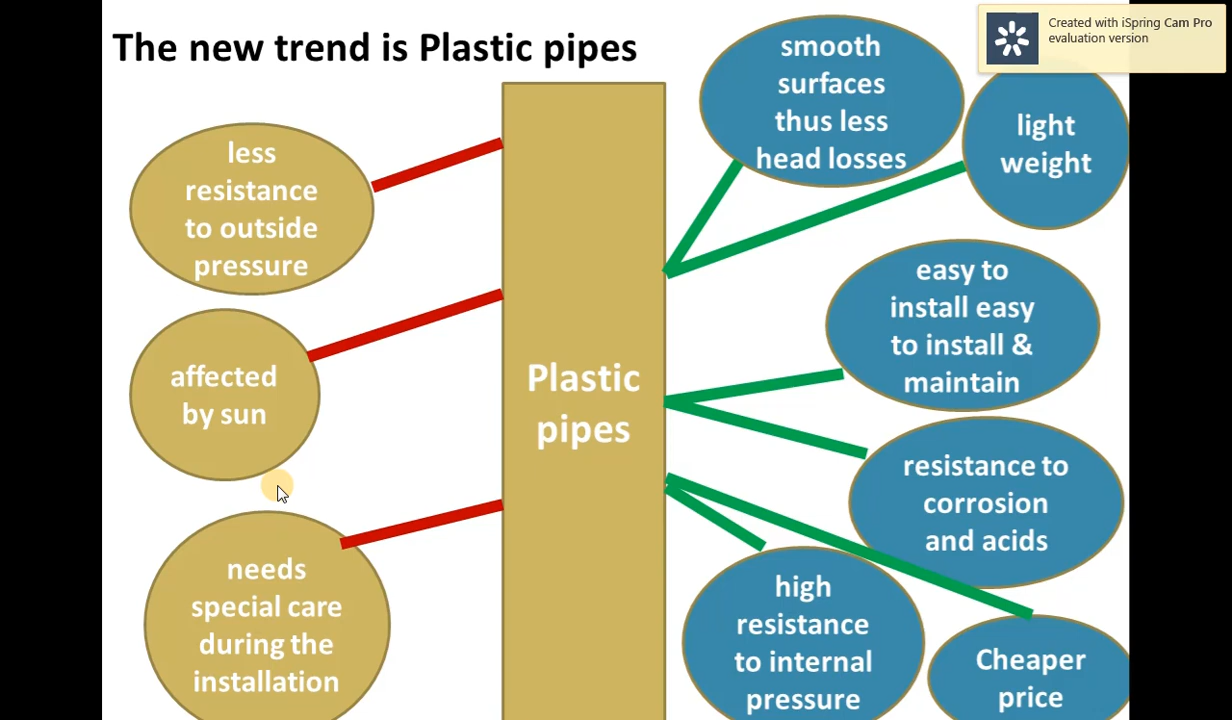 The new trend is Plastic pipes
Created with iSpring Cam Pro
evaluation version
less
resistance
to outside
pressure
affected
by sun
needs
special care
during the
installation
Plastic
pipes
smooth
surfaces
thus less
head losses
light
weight
easy to
install easy
to install &
maintain
resistance to
corrosion
and acids
high
resistance
to internal
pressure
Cheaper
price